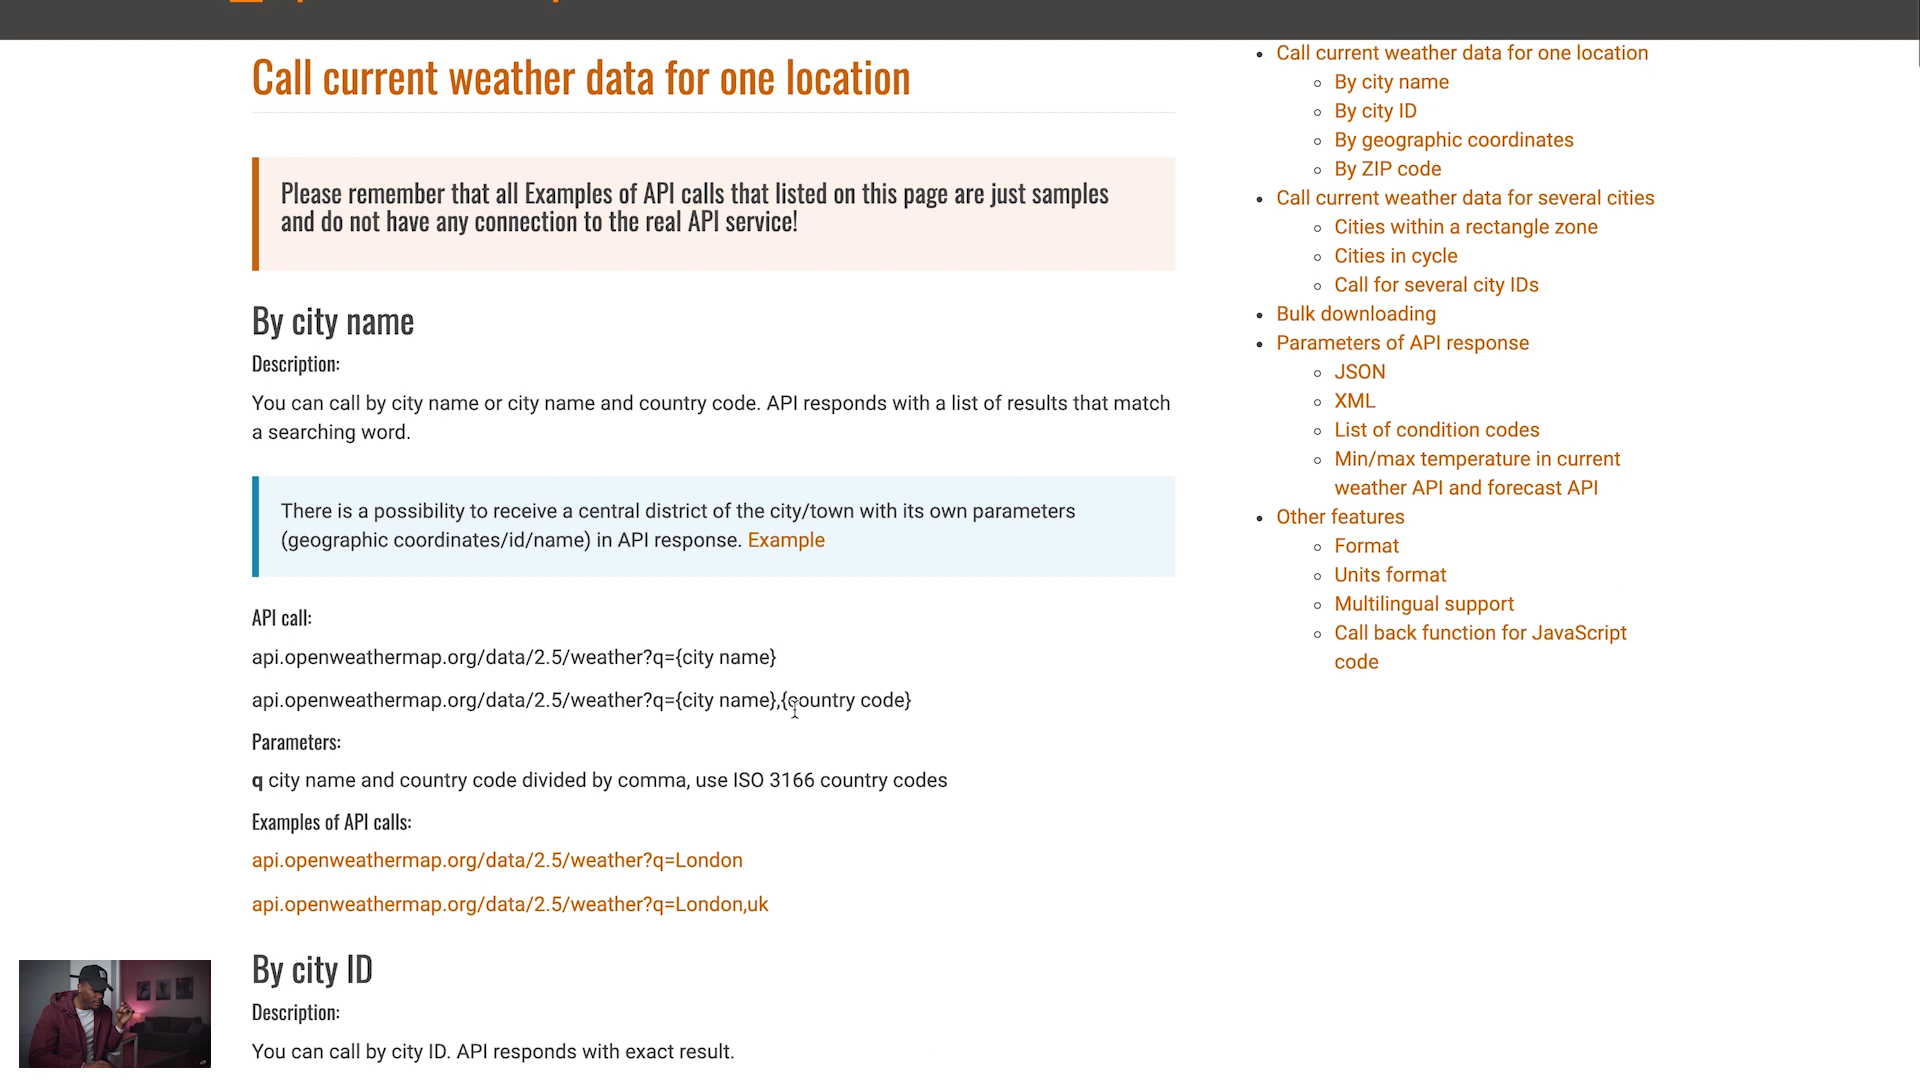 Call current weather data for one location
Please remember that all Examples of API calls that listed on this page are just samples
and do not have any connection to the real API service!
By city name
Description:
You can call by city name or city name and country code. API responds with a list of results that match
a searching word.
There is a possibility to receive a central district of the city/town with its own parameters
(geographic coordinates/id/name) in API response. Example
API call:
api.openweathermap.org/data/2.5/weather?q={city name}
api.openweathermap.org/data/2.5/weather?q={city name},{country code}
Parameters:
q city name and country code divided by comma, use ISO 3166 country codes
Examples of API calls:
api.openweathermap.org/data/2.5/weather?q=London
api.openweathermap.org/data/2.5/weather?q=London,uk
By city ID
Description:
You can call by city ID. API responds with exact result.
Call current weather data for one location
By city name
By city ID
By geographic coordinates
By ZIP code
Call current weather data for several cities
Cities within a rectangle zone
Cities in cycle
Call for several city IDs
Bulk downloading
Parameters of API response
JSON
XML
List of condition codes
Min/max temperature in current
weather API and forecast API
Other features
Format
Units format
Multilingual support
Call back function for JavaScript
code